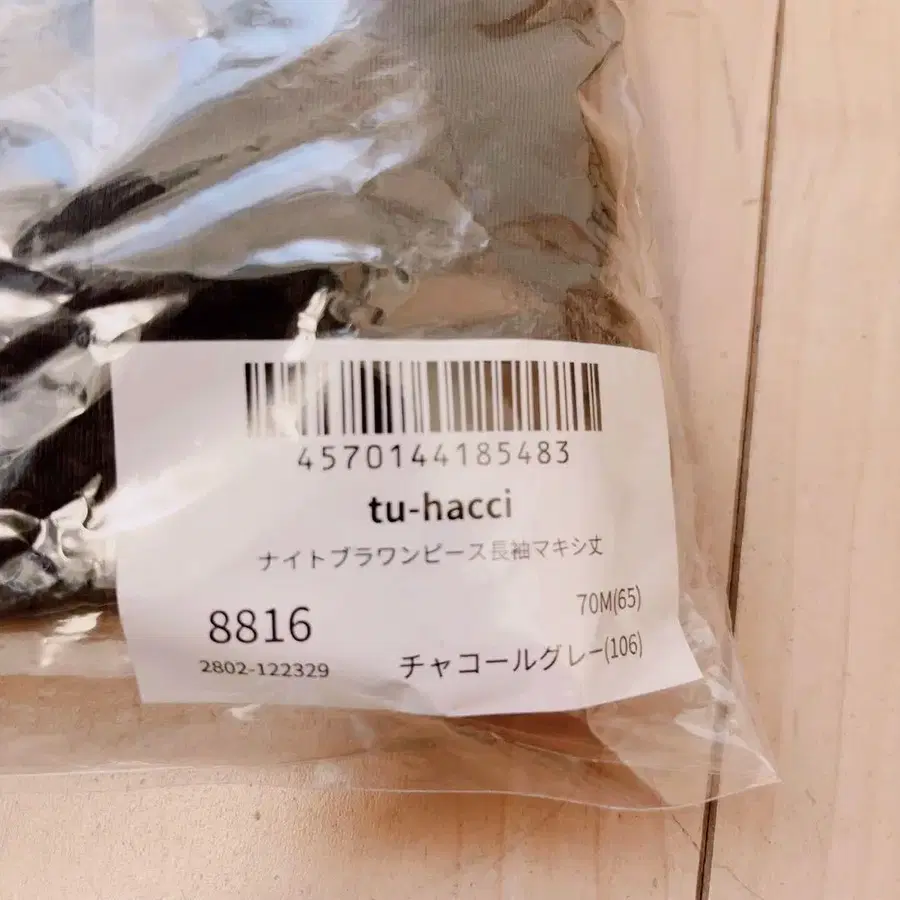 4570144185483
tu-hacci
ナイトブラワンピース長袖マキシ丈
70M(65)
8816
2802-122329
チャコールグレー(106)